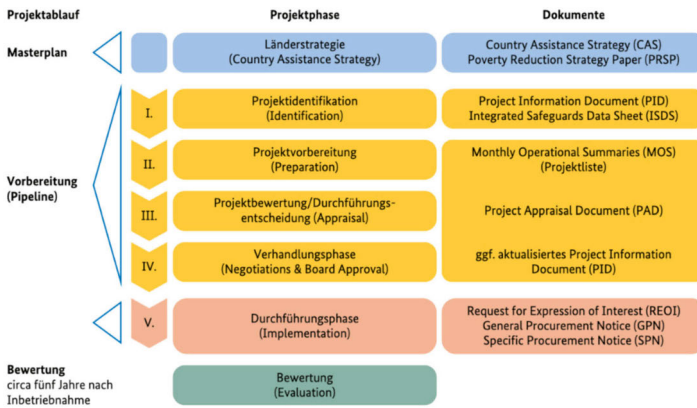 Projektablauf
Projektphase
Dokumente
Masterplan
Länderstrategie
(Country Assistance Strategy)
Country Assistance Strategy (CAS)
Poverty Reduction Strategy Paper (PRSP)
Vorbereitung
(Pipeline)
I.
Projektidentifikation
(Identification)
Project Information Document (PID)
Integrated Safeguards Data Sheet (ISDS)
II.
Projektvorbereitung
(Preparation)
Monthly Operational Summaries (MOS)
(Projektliste)
III.
Projektbewertung/Durchführungs-
entscheidung (Appraisal)
Project Appraisal Document (PAD)
IV.
Verhandlungsphase
(Negotiations & Board Approval)
ggf. aktualisiertes Project Information
Document (PID)
V.
Durchführungsphase
(Implementation)
Request for Expression of Interest (REOI)
General Procurement Notice (GPN)
Specific Procurement Notice (SPN)
Bewertung
circa fünf Jahre nach
Inbetriebnahme
Bewertung
(Evaluation)